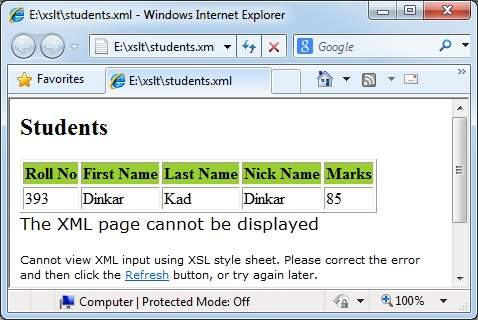 E:\xslt\students.xml - Windows Internet Explorer
E:\xslt\students.xm
Google
Favorites E:\xslt\students.xml
Students
Roll No First Name Last Name Nick Name Marks
393 Dinkar Kad Dinkar 85
The XML page cannot be displayed
Cannot view XML input using XSL style sheet. Please correct the error
and then click the Refresh button, or try again later.
Computer | Protected Mode: Off 100%